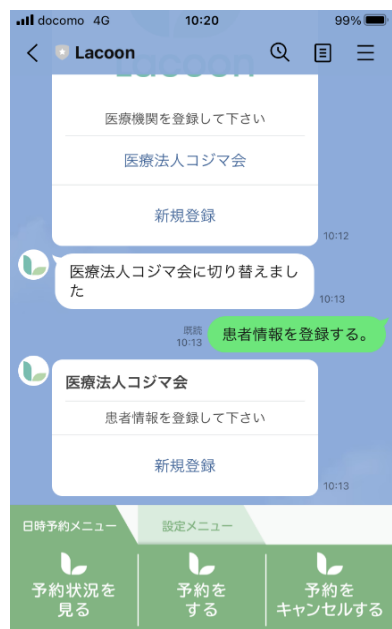 docomo 4G 10:20 99%
Lacoon
Lacoon
医療機関を登録して下さい
医療法人コジマ会
新規登録
10:12
医療法人コジマ会に切り替えまし
た
10:13
既読
10:13
患者情報を登録する。
医療法人コジマ会
患者情報を登録して下さい
新規登録
10:13
日時予約メニュー 設定メニュー
予約状況を
見る
予約を
する
予約を
キャンセルする